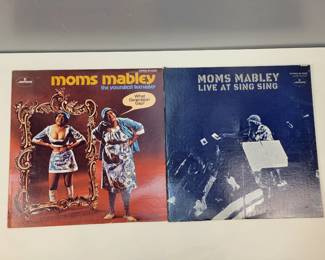 moms mabley
the youngest teenager
What
Generation
Gap?
MOMS MABLEY
LIVE AT SING SING